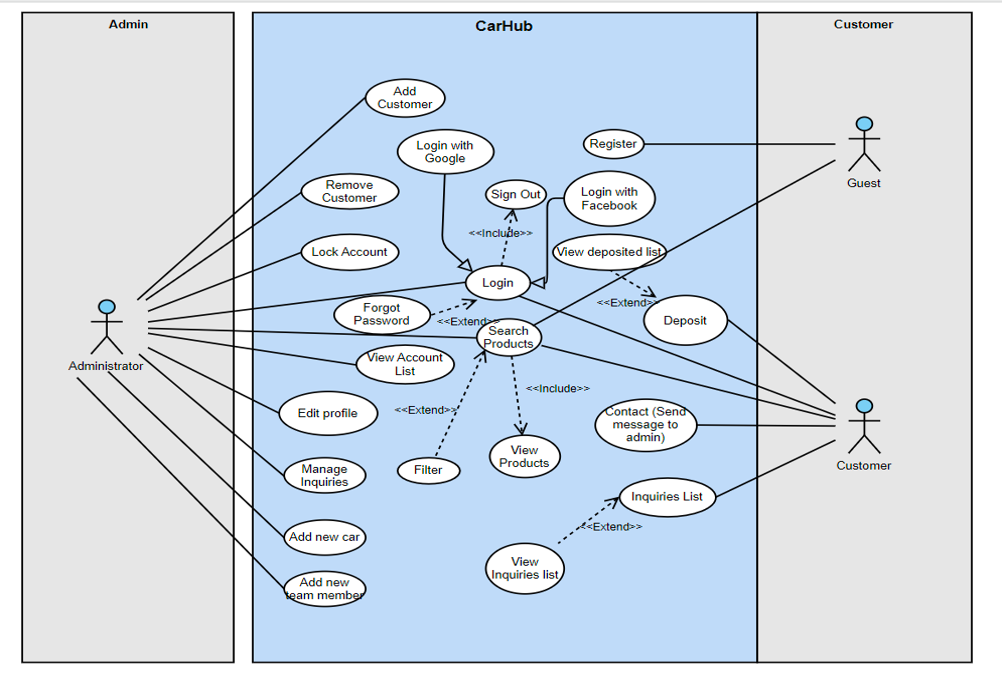 Admin
CarHub
Customer
Add
Customer
Login with
Google
Register
Guest
Remove
Customer
Sign Out
Login with
Facebook
<<Include>>
Lock Account
View deposited list
Login
<<Extend>>
Forgot
Password
<<Extend>>
Deposit
Search
Products
Administrator
View Account
List
<<Include>>
<<Extend>>
Edit profile
Contact (Send
message to
admin)
View
Products
Customer
Manage
Inquiries
Filter
Inquiries List
<<Extend>>
Add new car
View
Inquiries list
Add new
team member